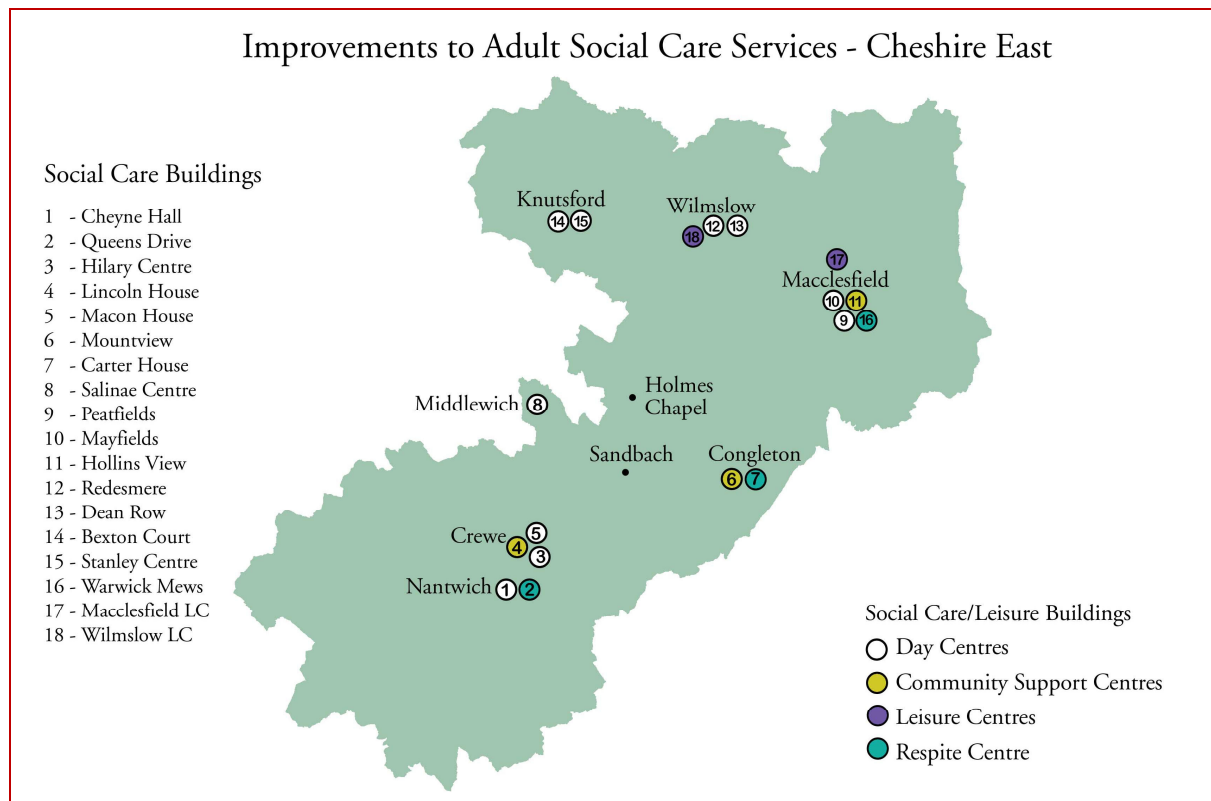 Improvements to Adult Social Care Services - Cheshire East
Social Care Buildings
1 - Cheyne Hall
2 - Queens Drive
3 - Hilary Centre
4 - Lincoln House
5 - Macon House
6 - Mountview
7 - Carter House
8 - Salinae Centre
9 - Peatfields
10 - Mayfields
11 - Hollins View
12 - Redesmere
13 - Dean Row
14 - Bexton Court
15 - Stanley Centre
16 - Warwick Mews
17 - Macclesfield LC
18 - Wilmslow LC
Knutsford
14 15
Wilmslow
18 12 13
17
Macclesfield
10 11
9 16
Holmes
Chapel
Middlewich 8
Sandbach
Congleton
6 7
Crewe
5
4
3
Nantwich 1 2
Social Care/Leisure Buildings
Day Centres
Community Support Centres
Leisure Centres
Respite Centre